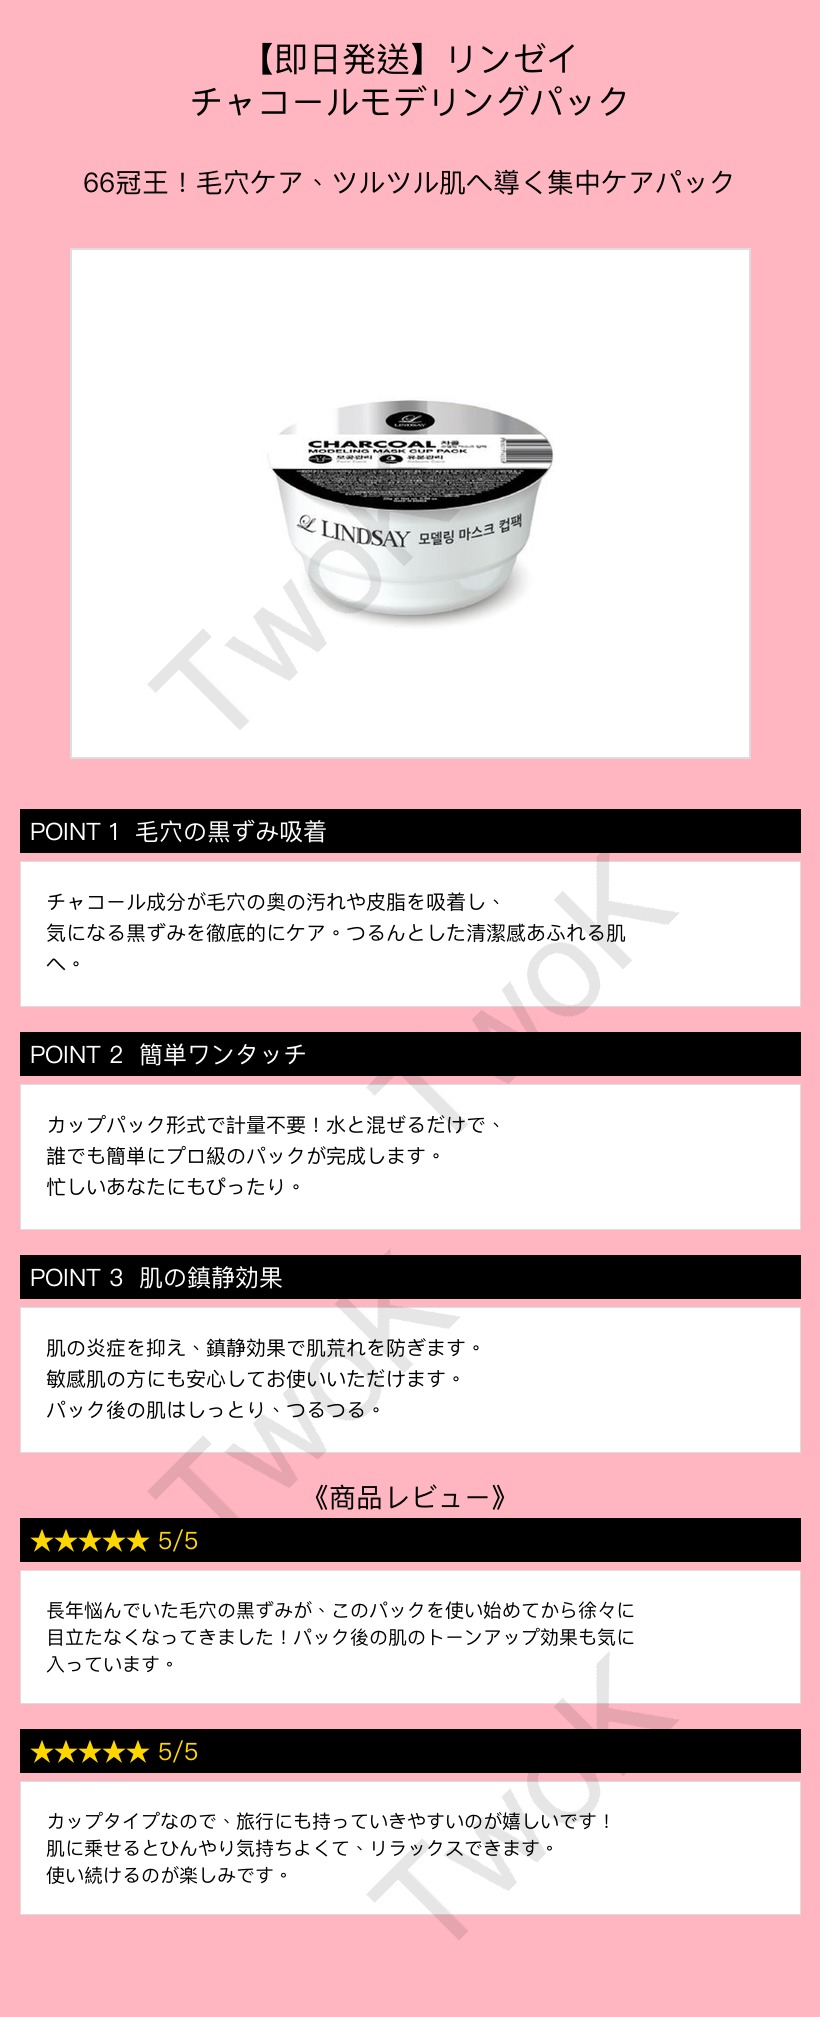 【即日発送】リンゼイ
チャコールモデリングパック
66冠王！毛穴ケア、ツルツル肌へ導く集中ケアパック
LINDSAY
CHARCOAL 차콜
MODELING MASK CUP PACK
모공관리 유분관리
LINDSAY 모델링 마스크 컵팩
TwoK
POINT 1 毛穴の黒ずみ吸着
チャコール成分が毛穴の奥の汚れや皮脂を吸着し、
気になる黒ずみを徹底的にケア。つるんとした清潔感あふれる肌
へ。
TwoK
POINT 2 簡単ワンタッチ
カップパック形式で計量不要！水と混ぜるだけで、
誰でも簡単にプロ級のパックが完成します。
忙しいあなたにもぴったり。
POINT 3 肌の鎮静効果
肌の炎症を抑え、鎮静効果で肌荒れを防ぎます。
敏感肌の方にも安心してお使いいただけます。
パック後の肌はしっとり、つるつる。
TwoK
《商品レビュー》
★★★★★ 5/5
長年悩んでいた毛穴の黒ずみが、このパックを使い始めてから徐々に
目立たなくなってきました！パック後の肌のトーンアップ効果も気に
入っています。
★★★★★ 5/5
カップタイプなので、旅行にも持っていきやすいのが嬉しいです！
肌に乗せるとひんやり気持ちよくて、リラックスできます。
使い続けるのが楽しみです。
TwoK